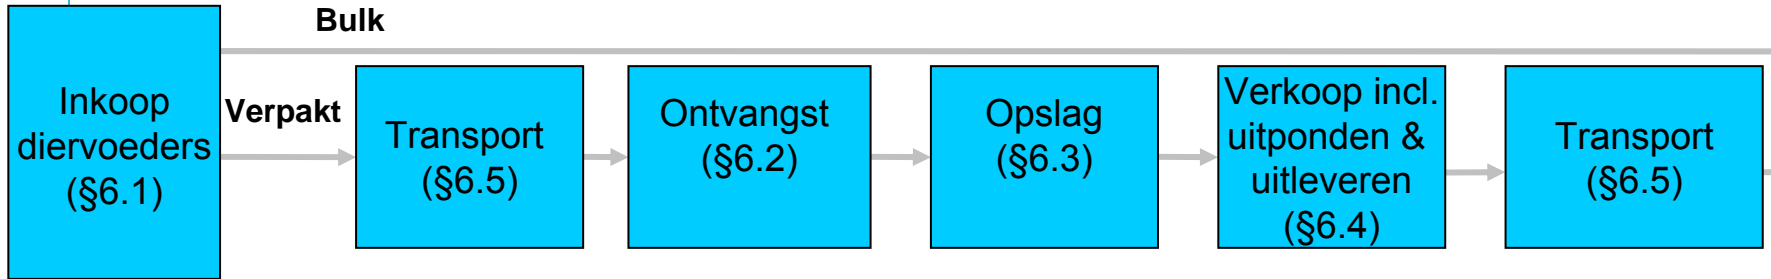 Bulk
Inkoop
diervoeders
(§6.1)
Verpakt
Transport
(§6.5)
Ontvangst
(§6.2)
Opslag
(§6.3)
Verkoop incl.
uitponden &
uitleveren
(§6.4)
Transport
(§6.5)